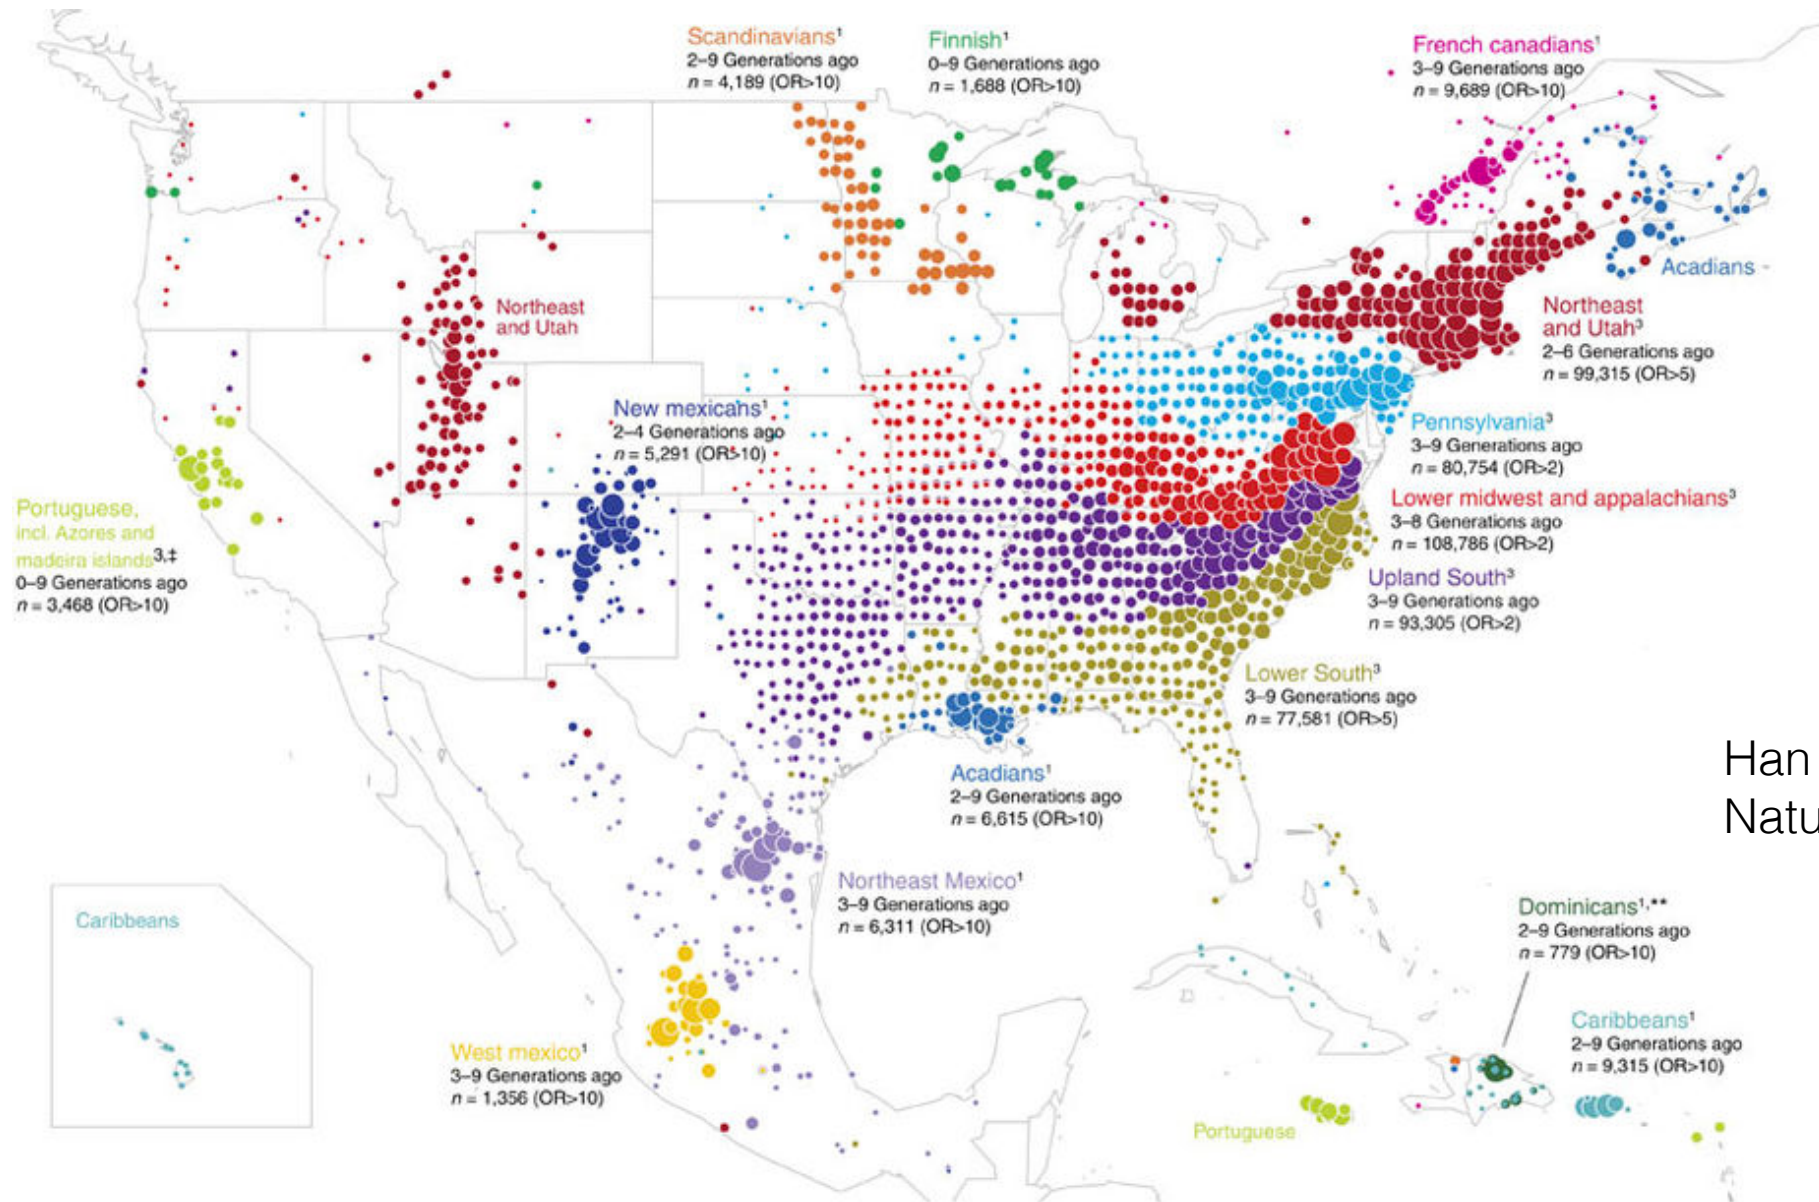 Scandinavians¹
2–9 Generations ago
n = 4,189 (OR>10)
Finnish¹
0–9 Generations ago
n = 1,688 (OR>10)
French canadians¹
3–9 Generations ago
n = 9,689 (OR>10)
Acadians
Northeast
and Utah
Northeast
and Utah³
2–6 Generations ago
n = 99,315 (OR>5)
New mexicans¹
2–4 Generations ago
n = 5,291 (OR>10)
Pennsylvania³
3–9 Generations ago
n = 80,754 (OR>2)
Portuguese,
incl. Azores and
madeira islands³,‡
0–9 Generations ago
n = 3,468 (OR>10)
Lower midwest and appalachians³
3–8 Generations ago
n = 108,786 (OR>2)
Upland South³
3–9 Generations ago
n = 93,305 (OR>2)
Lower South³
3–9 Generations ago
n = 77,581 (OR>5)
Acadians¹
2–9 Generations ago
n = 6,615 (OR>10)
Han
Natu
Northeast Mexico¹
3–9 Generations ago
n = 6,311 (OR>10)
Caribbeans
Dominicans¹,**
2–9 Generations ago
n = 779 (OR>10)
West mexico¹
3–9 Generations ago
n = 1,356 (OR>10)
Caribbeans¹
2–9 Generations ago
n = 9,315 (OR>10)
Portuguese